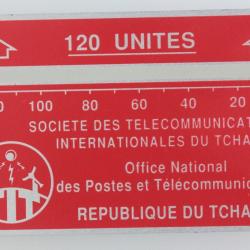 120 UNITES
100 80 60 40 20
SOCIETE DES TELECOMMUNICAT
INTERNATIONALES DU TCHA
Office National
des Postes et Télécommunic
REPUBLIQUE DU TCHA